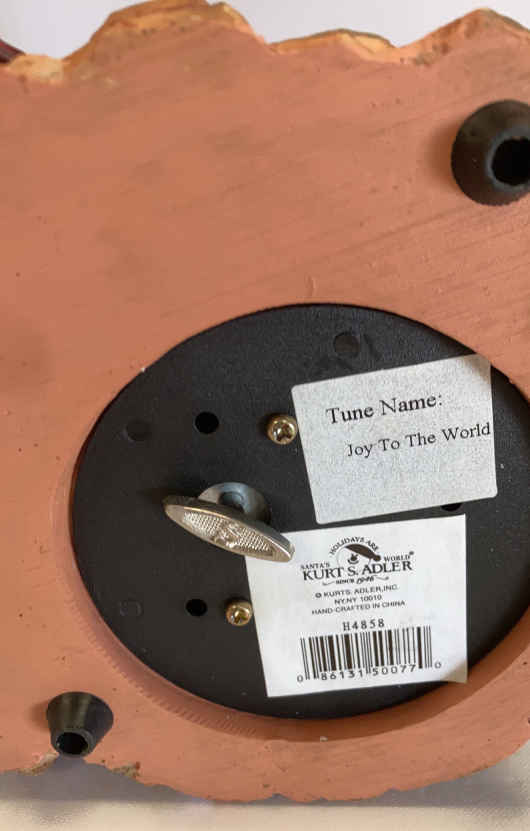 Tune Name:
Joy To The World
HOLIDAYS ARE
SANTA'S WORLD®
KURT S. ADLER
SINCE 1946
© KURT S. ADLER, INC.
NY.NY 10010
HAND-CRAFTED IN CHINA
H4858
0 86131 50077 0